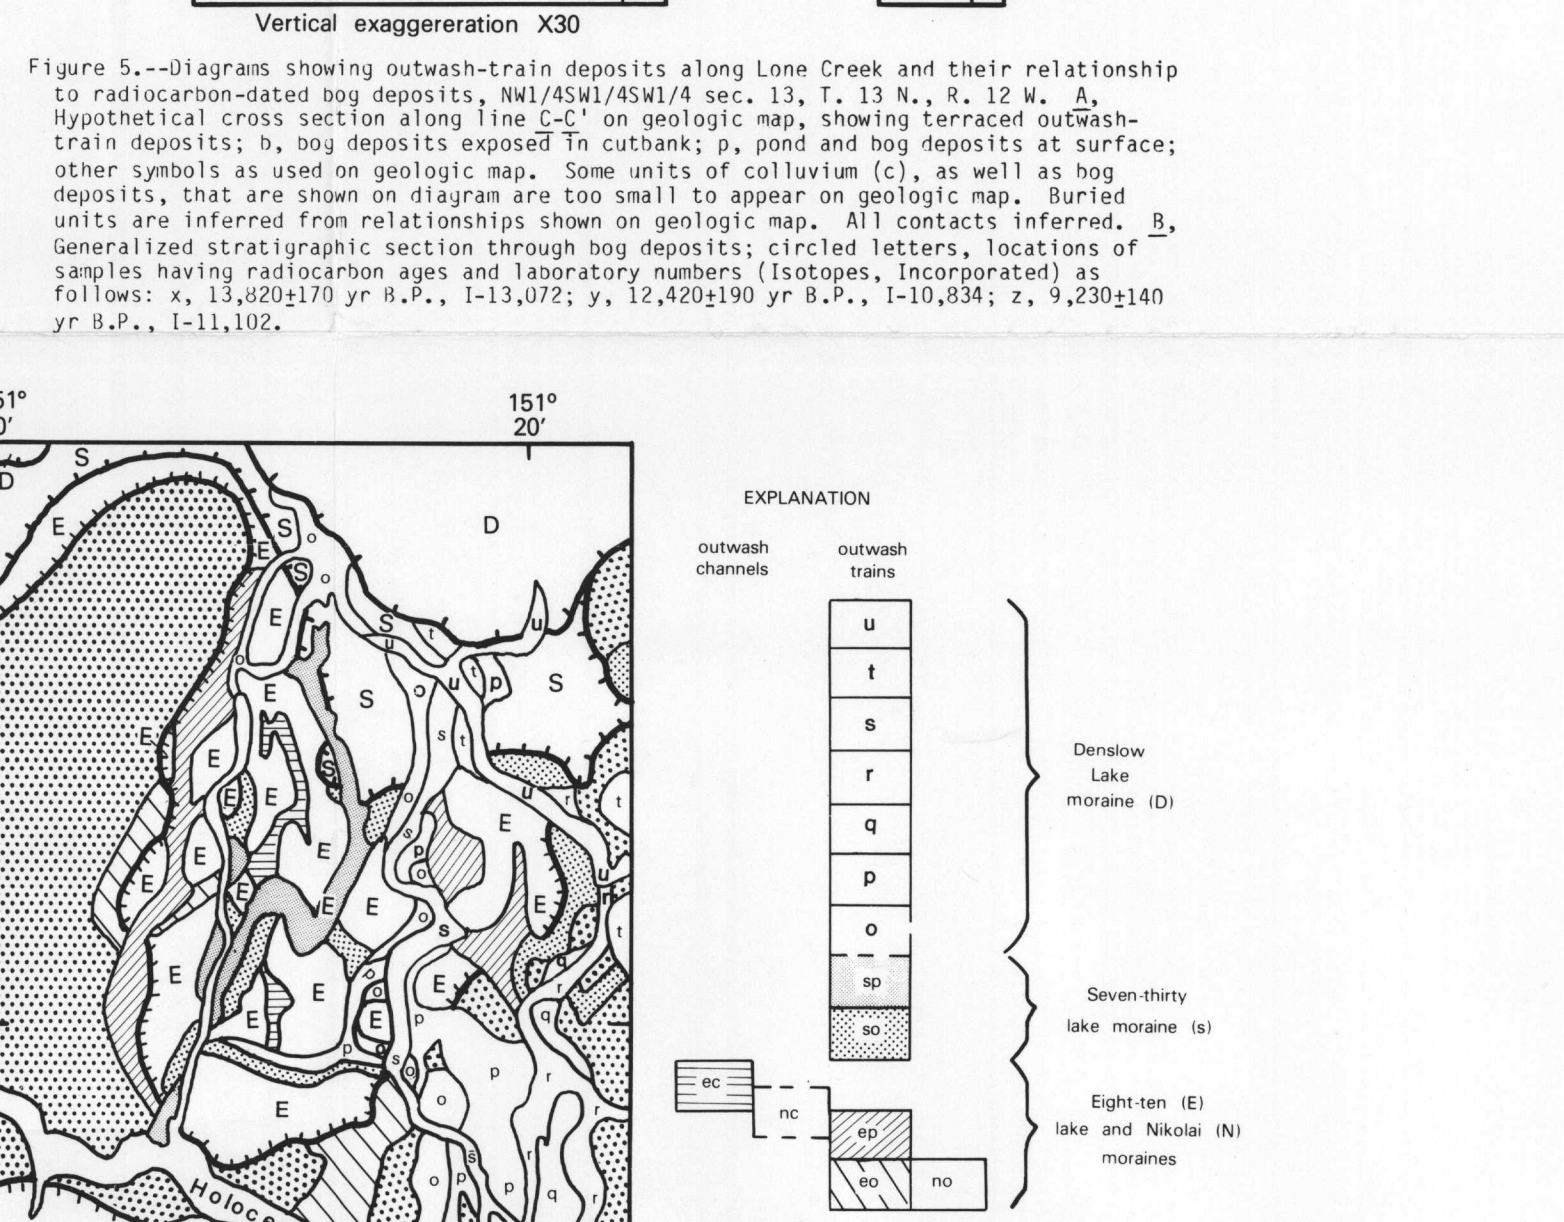 Vertical exaggereration X30
Figure 5.--Diagrams showing outwash-train deposits along Lone Creek and their relationship
to radiocarbon-dated bog deposits, NW1/4SW1/4SW1/4 sec. 13, T. 13 N., R. 12 W. A,
Hypothetical cross section along line C-C' on geologic map, showing terraced outwash-
train deposits; b, bog deposits exposed in cutbank; p, pond and bog deposits at surface;
other symbols as used on geologic map. Some units of colluvium (c), as well as bog
deposits, that are shown on diagram are too small to appear on geologic map. Buried
units are inferred from relationships shown on geologic map. All contacts inferred. B,
Generalized stratigraphic section through bog deposits; circled letters, locations of
samples having radiocarbon ages and laboratory numbers (Isotopes, Incorporated) as
follows: x, 13,820±170 yr B.P., I-13,072; y, 12,420±190 yr B.P., I-10,834; z, 9,230±140
yr B.P., I-11,102.
51° 151°
0' 20'
S
D
E
S
o
D
E
S
o
E
S
t
u
u
o
E
S
o
u
t
p
S
E
s
t
E
S
E
E
o
u
r
t
s
E
E
E
p
o
E
E
E
E
o
E
s
u
r
t
E
E
p
o
E
q
r
E
E
p
q
p
o
s
o
p
r
E
o
r
s
o
p
p
r
q
r
Holoce
EXPLANATION
outwash
channels
outwash
trains
u
t
s
r
q
p
o
sp
so
ec
nc
ep
eo no
Denslow
Lake
moraine (D)
Seven-thirty
lake moraine (s)
Eight-ten (E)
lake and Nikolai (N)
moraines